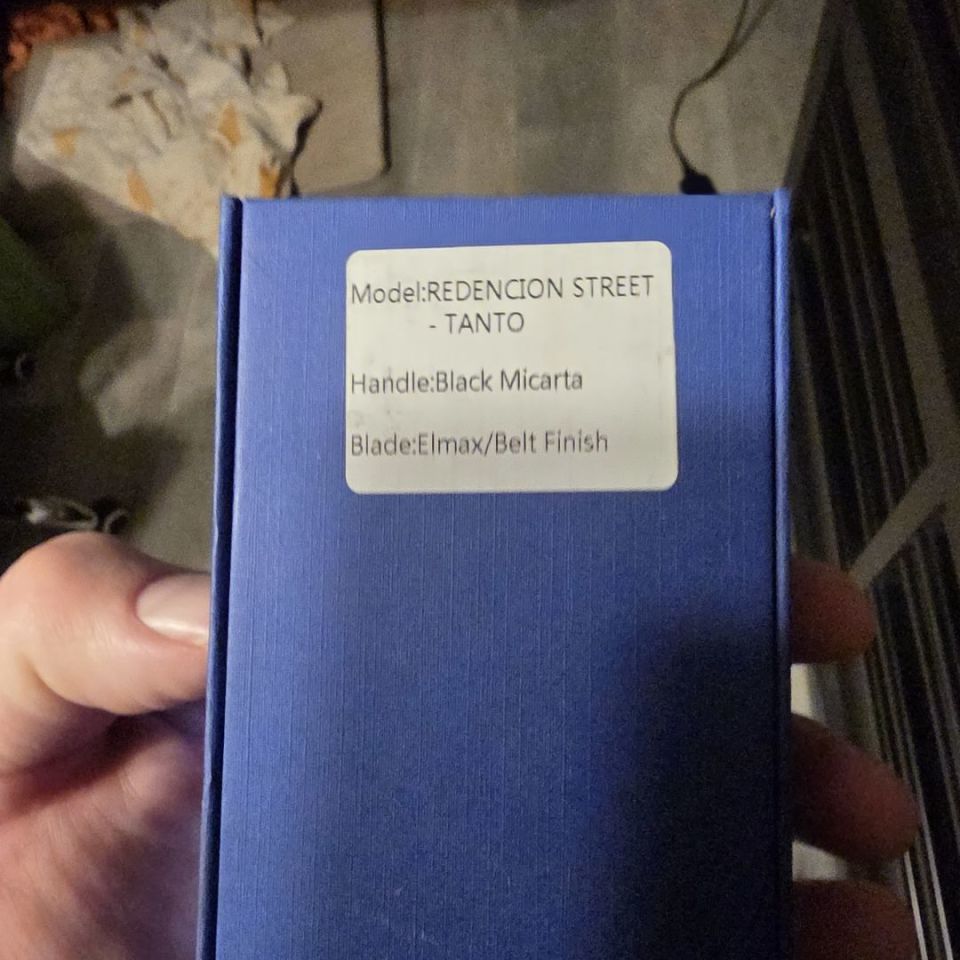 Model:REDENCION STREET
- TANTO
Handle:Black Micarta
Blade:Elmax/Belt Finish